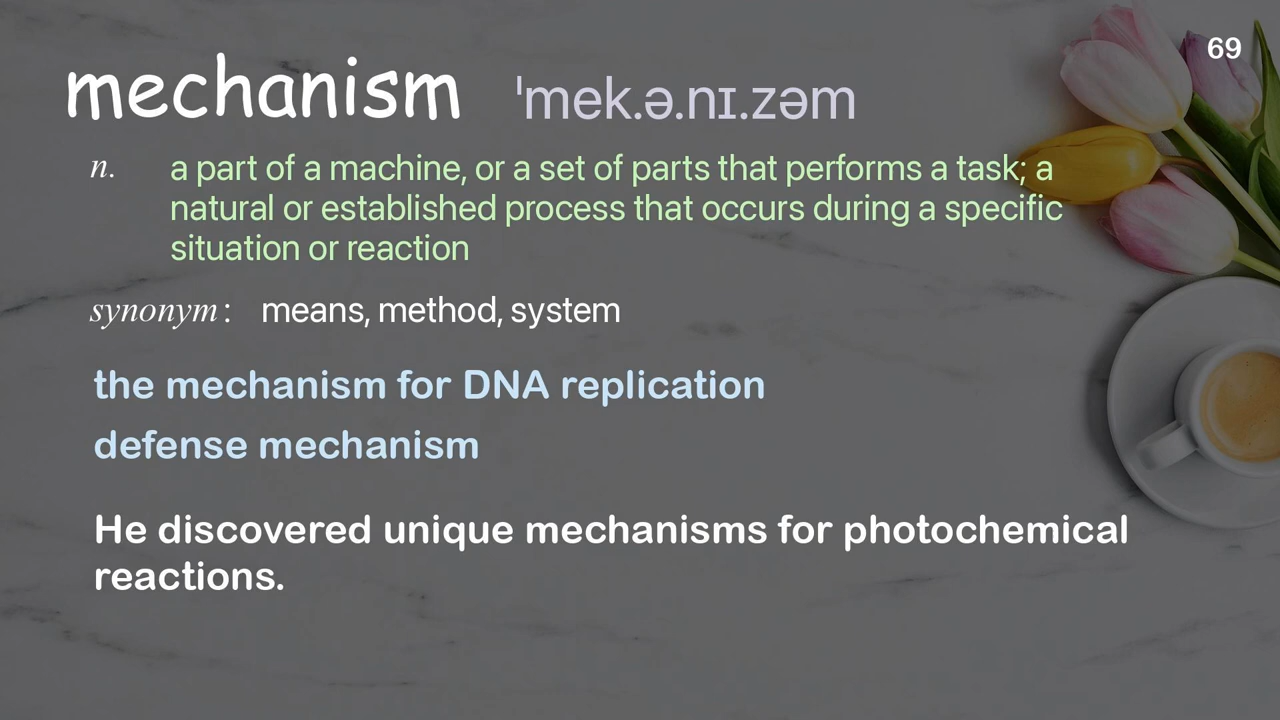 69
mechanism ˈmek.ə.nɪ.zəm
n. a part of a machine, or a set of parts that performs a task; a
natural or established process that occurs during a specific
situation or reaction
synonym: means, method, system
the mechanism for DNA replication
defense mechanism
He discovered unique mechanisms for photochemical
reactions.